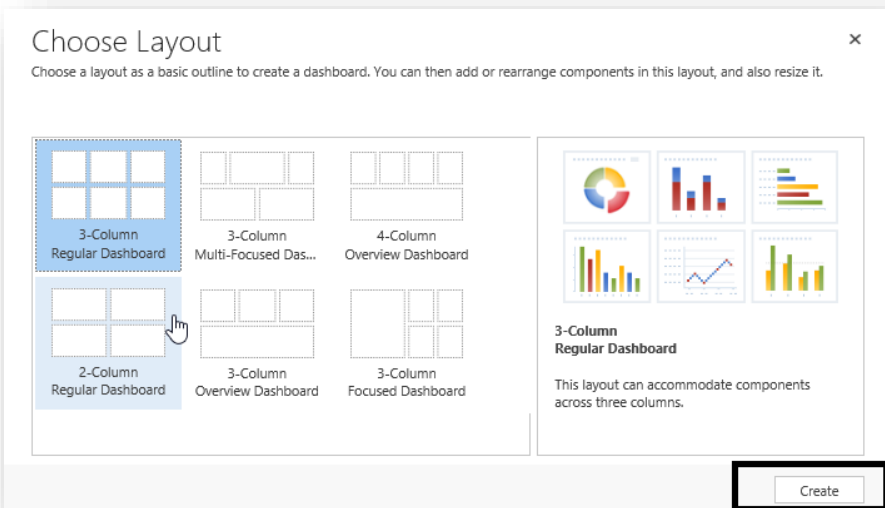 Choose Layout
Choose a layout as a basic outline to create a dashboard. You can then add or rearrange components in this layout, and also resize it.
3-Column
Regular Dashboard
3-Column
Multi-Focused Das...
4-Column
Overview Dashboard
2-Column
Regular Dashboard
3-Column
Overview Dashboard
3-Column
Focused Dashboard
3-Column
Regular Dashboard
This layout can accommodate components
across three columns.
Create